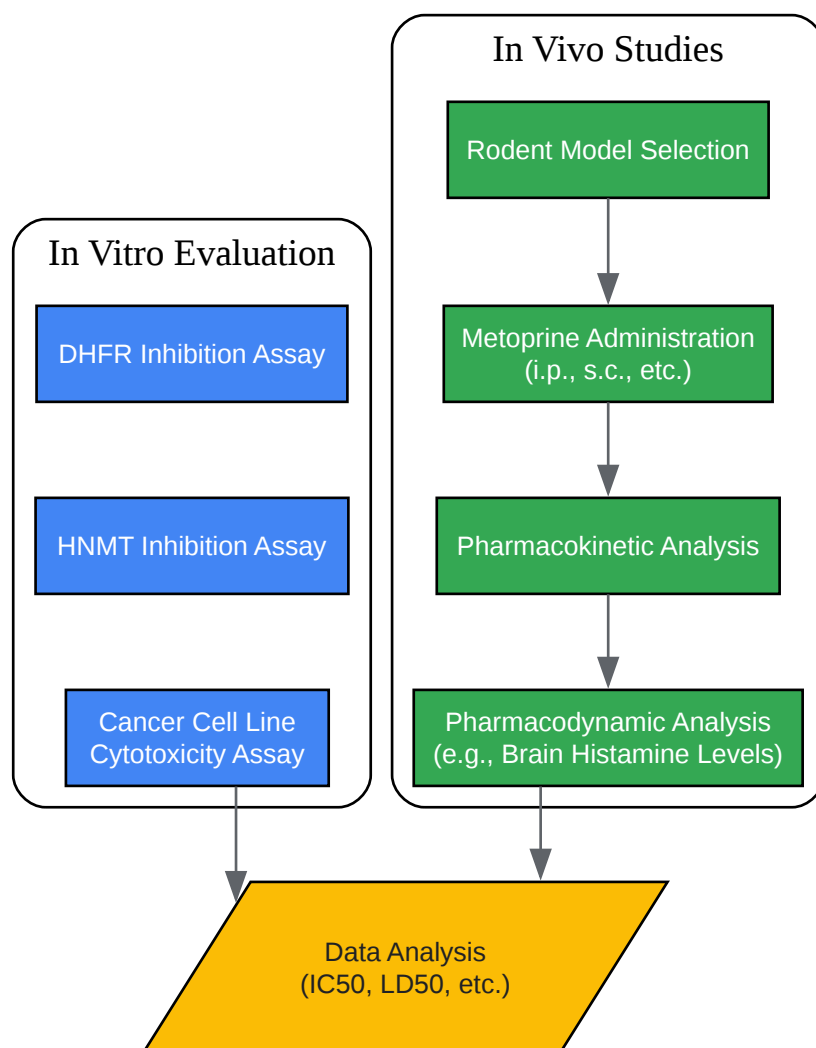 In Vivo Studies
Rodent Model Selection
In Vitro Evaluation
DHFR Inhibition Assay
Metoprine Administration
(i.p., s.c., etc.)
HNMT Inhibition Assay
Pharmacokinetic Analysis
Cancer Cell Line
Cytotoxicity Assay
Pharmacodynamic Analysis
(e.g., Brain Histamine Levels)
Data Analysis
(IC50, LD50, etc.)